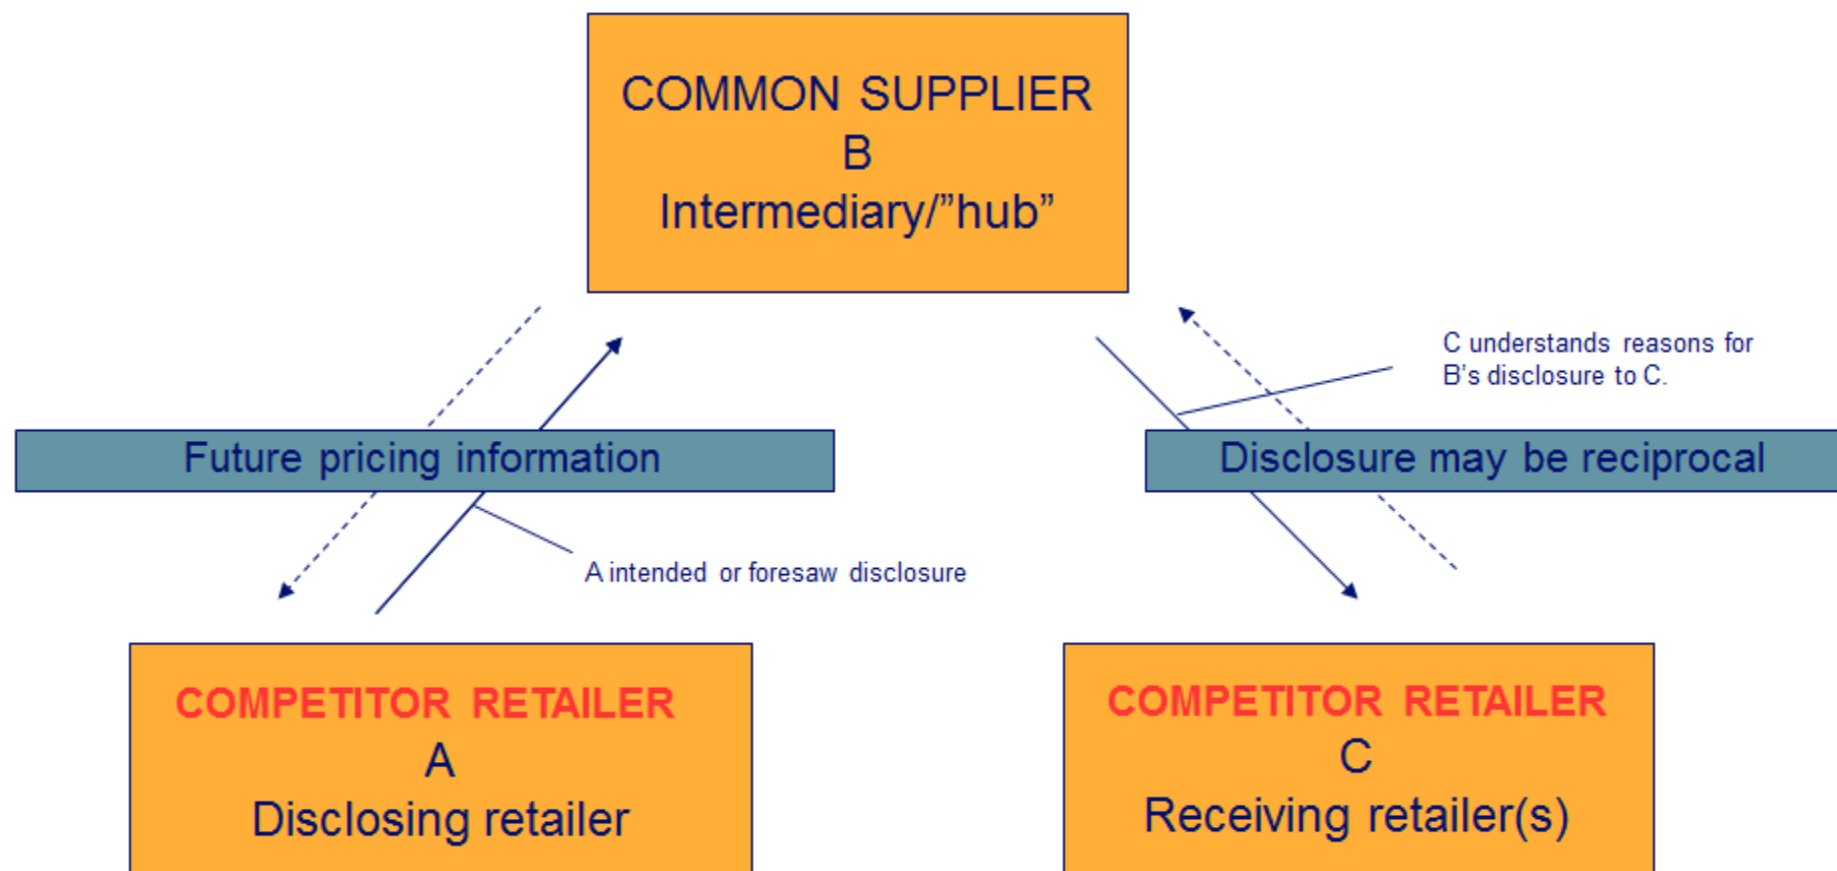 COMMON SUPPLIER
B
Intermediary/”hub”
C understands reasons for
B’s disclosure to C.
Future pricing information
Disclosure may be reciprocal
A intended or foresaw disclosure
COMPETITOR RETAILER
A
Disclosing retailer
COMPETITOR RETAILER
C
Receiving retailer(s)